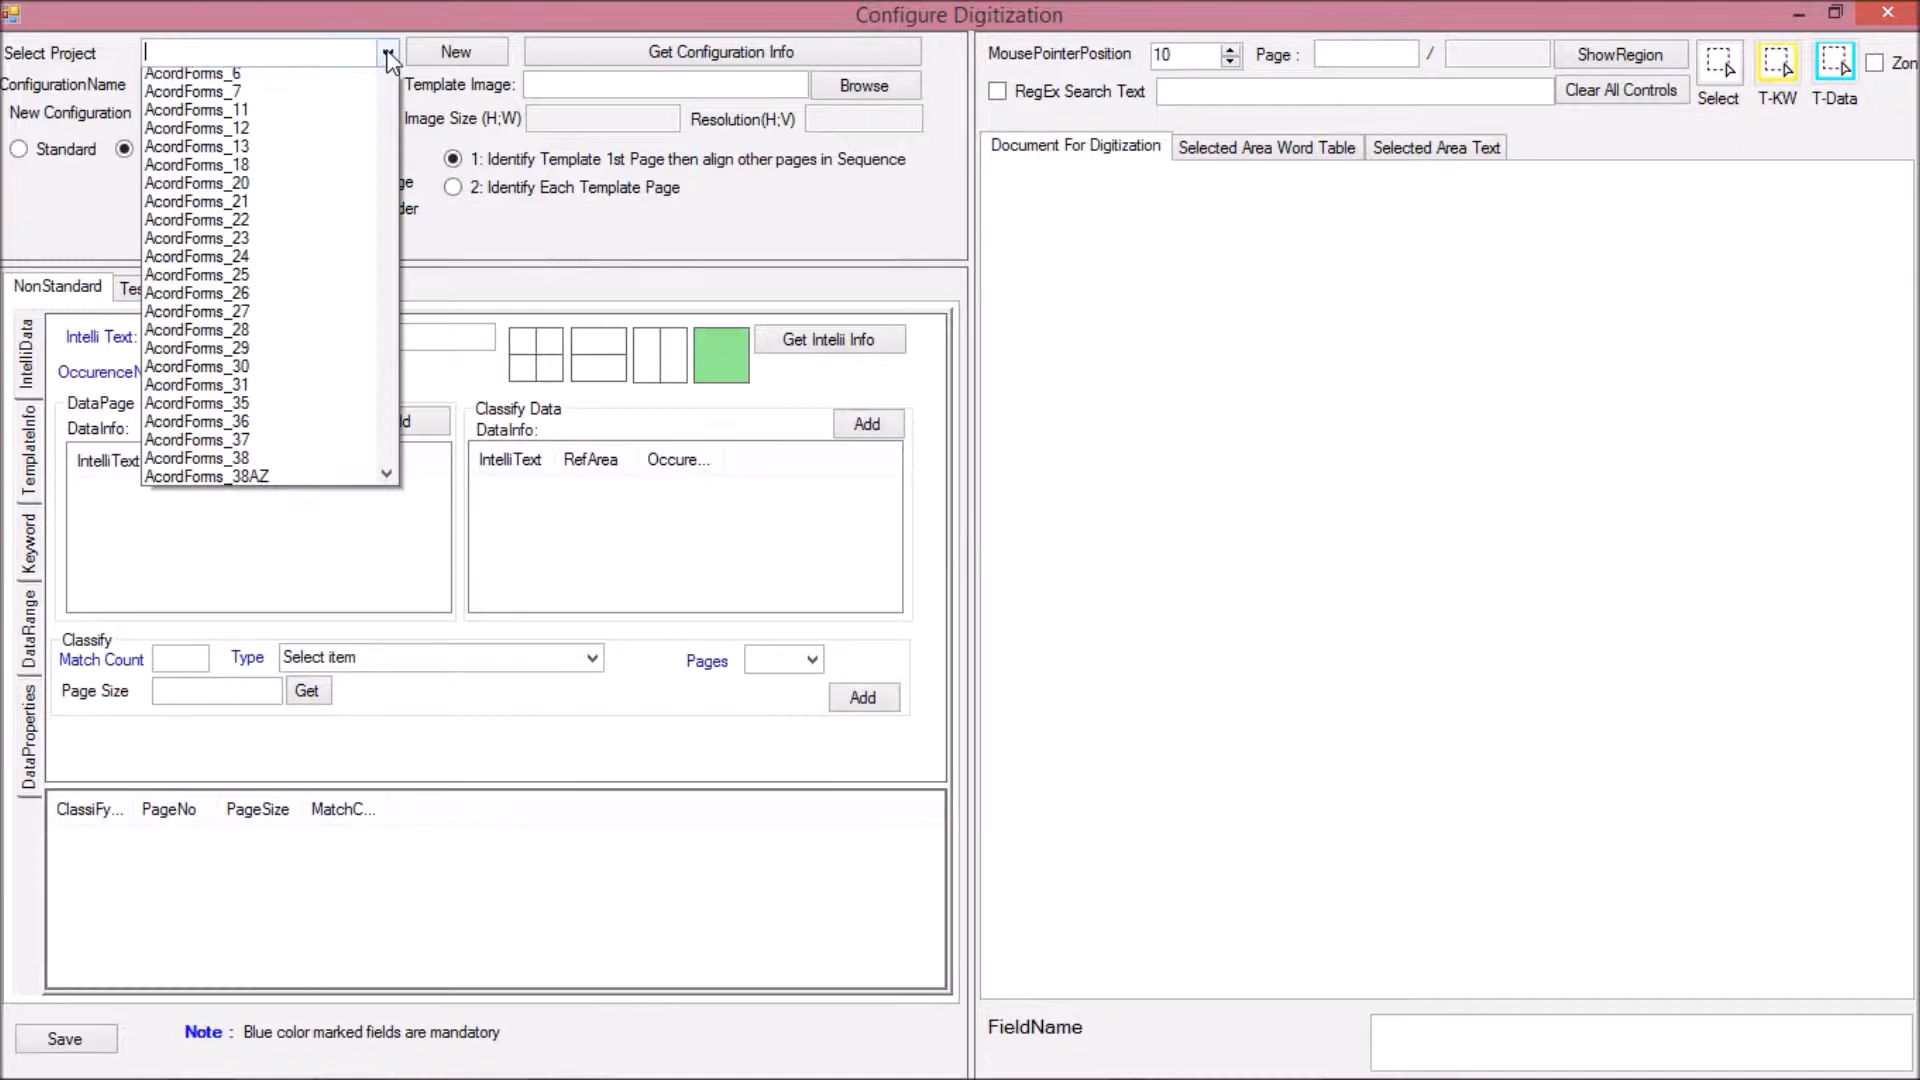 Configure Digitization
Select Project
New
Get Configuration Info
ConfigurationName
Template Image:
Browse
New Configuration
Image Size (H;W)
Resolution(H;V)
Standard
1: Identify Template 1st Page then align other pages in Sequence
2: Identify Each Template Page
ge
der
AcordForms_6
AcordForms_7
AcordForms_11
AcordForms_12
AcordForms_13
AcordForms_18
AcordForms_20
AcordForms_21
AcordForms_22
AcordForms_23
AcordForms_24
AcordForms_25
AcordForms_26
AcordForms_27
AcordForms_28
AcordForms_29
AcordForms_30
AcordForms_31
AcordForms_35
AcordForms_36
AcordForms_37
AcordForms_38
AcordForms_38AZ
NonStandard
Tes
IntelliData
TemplateInfo
Keyword
DataRange
DataProperties
Intelli Text:
Get Intelii Info
OccurenceN
DataPage
DataInfo:
ld
IntelliText
Classify Data
DataInfo:
Add
IntelliText RefArea Occure...
Classify
Match Count
Type
Select item
Pages
Page Size
Get
Add
ClassiFy... PageNo PageSize MatchC...
Save
Note : Blue color marked fields are mandatory
MousePointerPosition
10
Page :
/
ShowRegion
RegEx Search Text
Clear All Controls
Select
T-KW
T-Data
Zon
Document For Digitization
Selected Area Word Table
Selected Area Text
FieldName